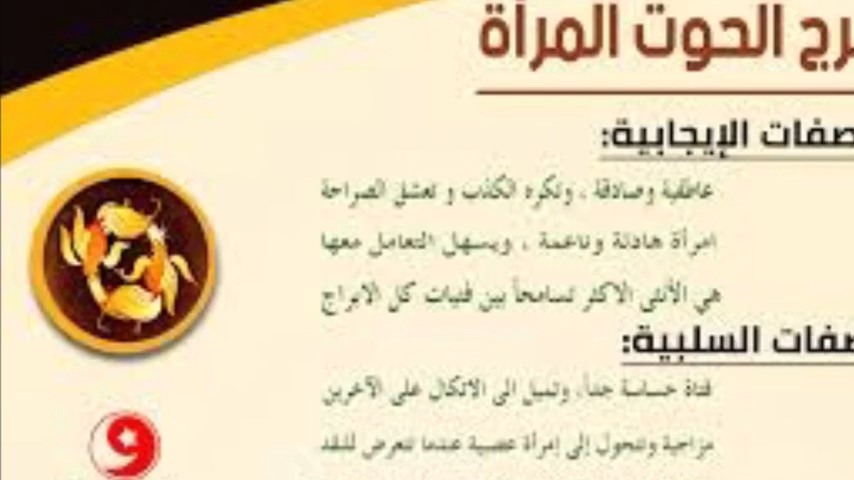 رج الحوت المرأة
صفات الإيجابية:
عاطفية وصادقة ، وتكره الكذب و تعشق الصراحة
امرأة هادئة وناعمة ، ويسهل التعامل معها
هي الأنثى الاكثر تسامحاً بين فتيات كل الابراج
صفات السلبية:
فتاة حساسة جداً، وتميل الى الاتكال على الآخرين
مزاجية وتتحول إلى إمرأة عصبية عندما تتعرض للنقد